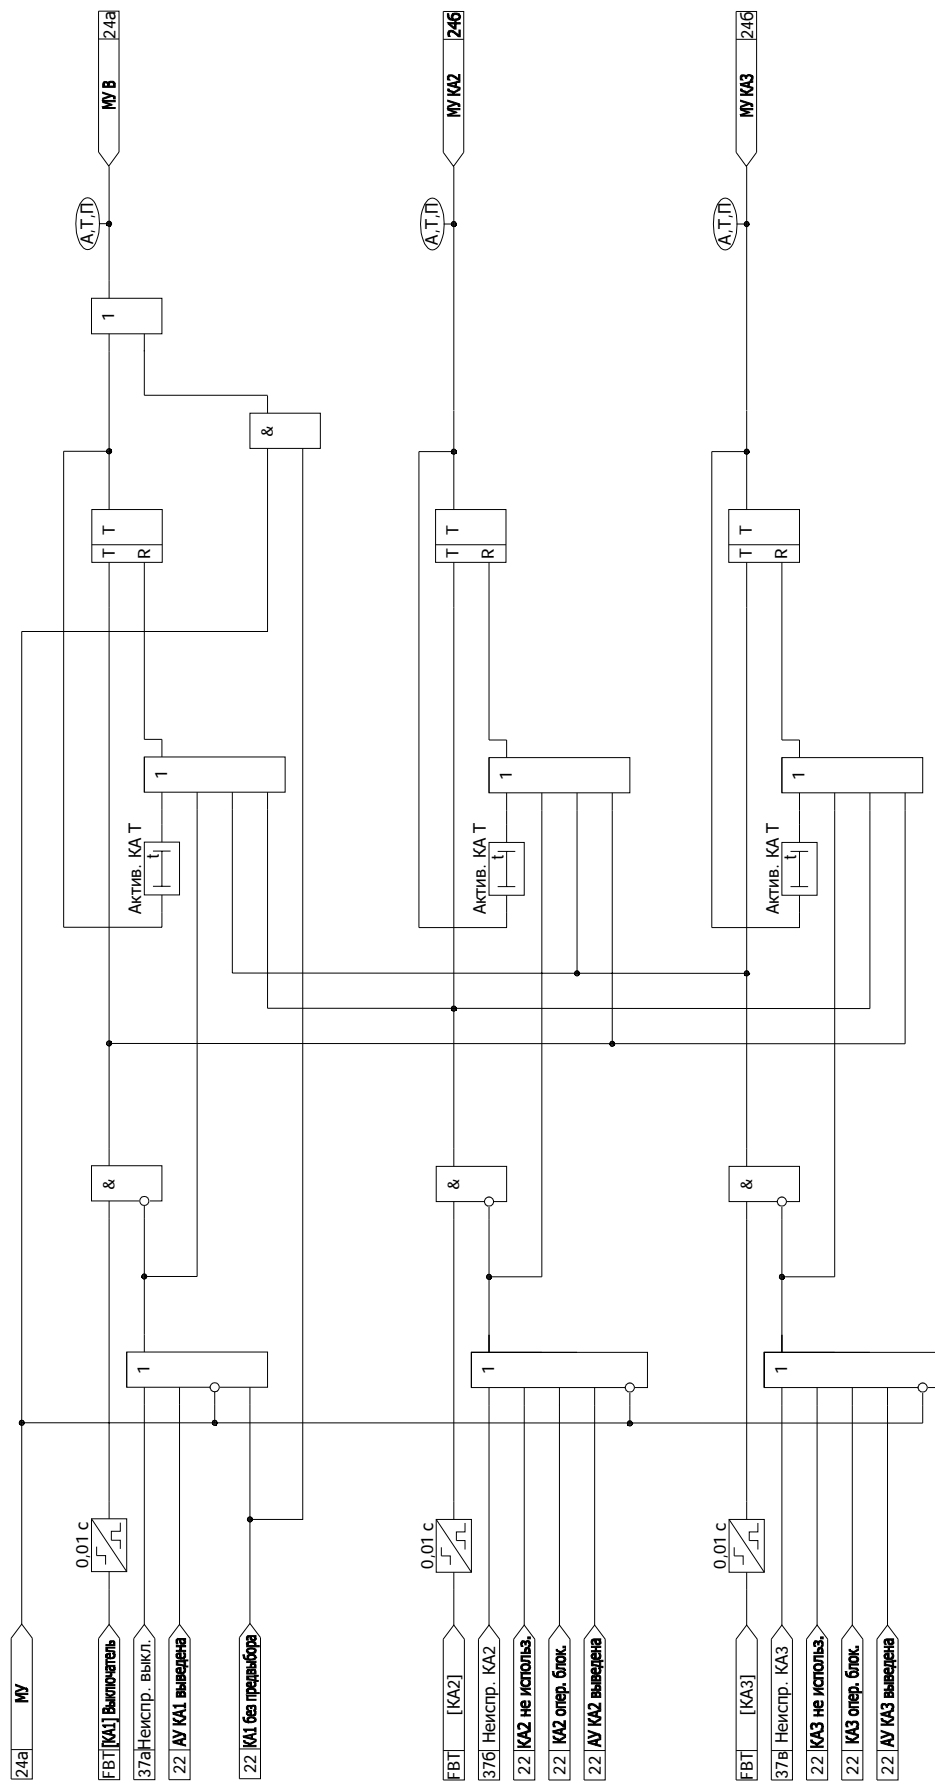 24а МУ
FBT [КА1] Выключатель
0,01 с
37а Неиспр. выкл.
22 АУ КА1 выведена
22 КА1 без предвыбора
1
&
Актив. КА Т
t
1
T T
R
&
1
А,Т,П
МУ В 24а
FBT [КА2]
0,01 с
37б Неиспр. КА2
22 КА2 не использ.
22 КА2 опер. блок.
22 АУ КА2 выведена
1
&
Актив. КА Т
t
1
T T
R
А,Т,П
МУ КА2 24б
FBT [КА3]
0,01 с
37в Неиспр. КА3
22 КА3 не использ.
22 КА3 опер. блок.
22 АУ КА3 выведена
1
&
Актив. КА Т
t
1
T T
R
А,Т,П
МУ КА3 24б